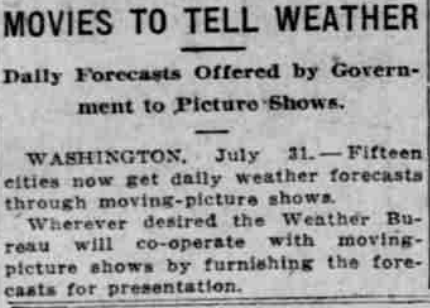 MOVIES TO TELL WEATHER
Daily Forecasts Offered by Govern-
ment to Picture Shows.
WASHINGTON, July 31.—Fifteen
cities now get daily weather forecasts
through moving-picture shows.
Wherever desired the Weather Bu-
reau will co-operate with moving-
picture shows by furnishing the fore-
casts for presentation.